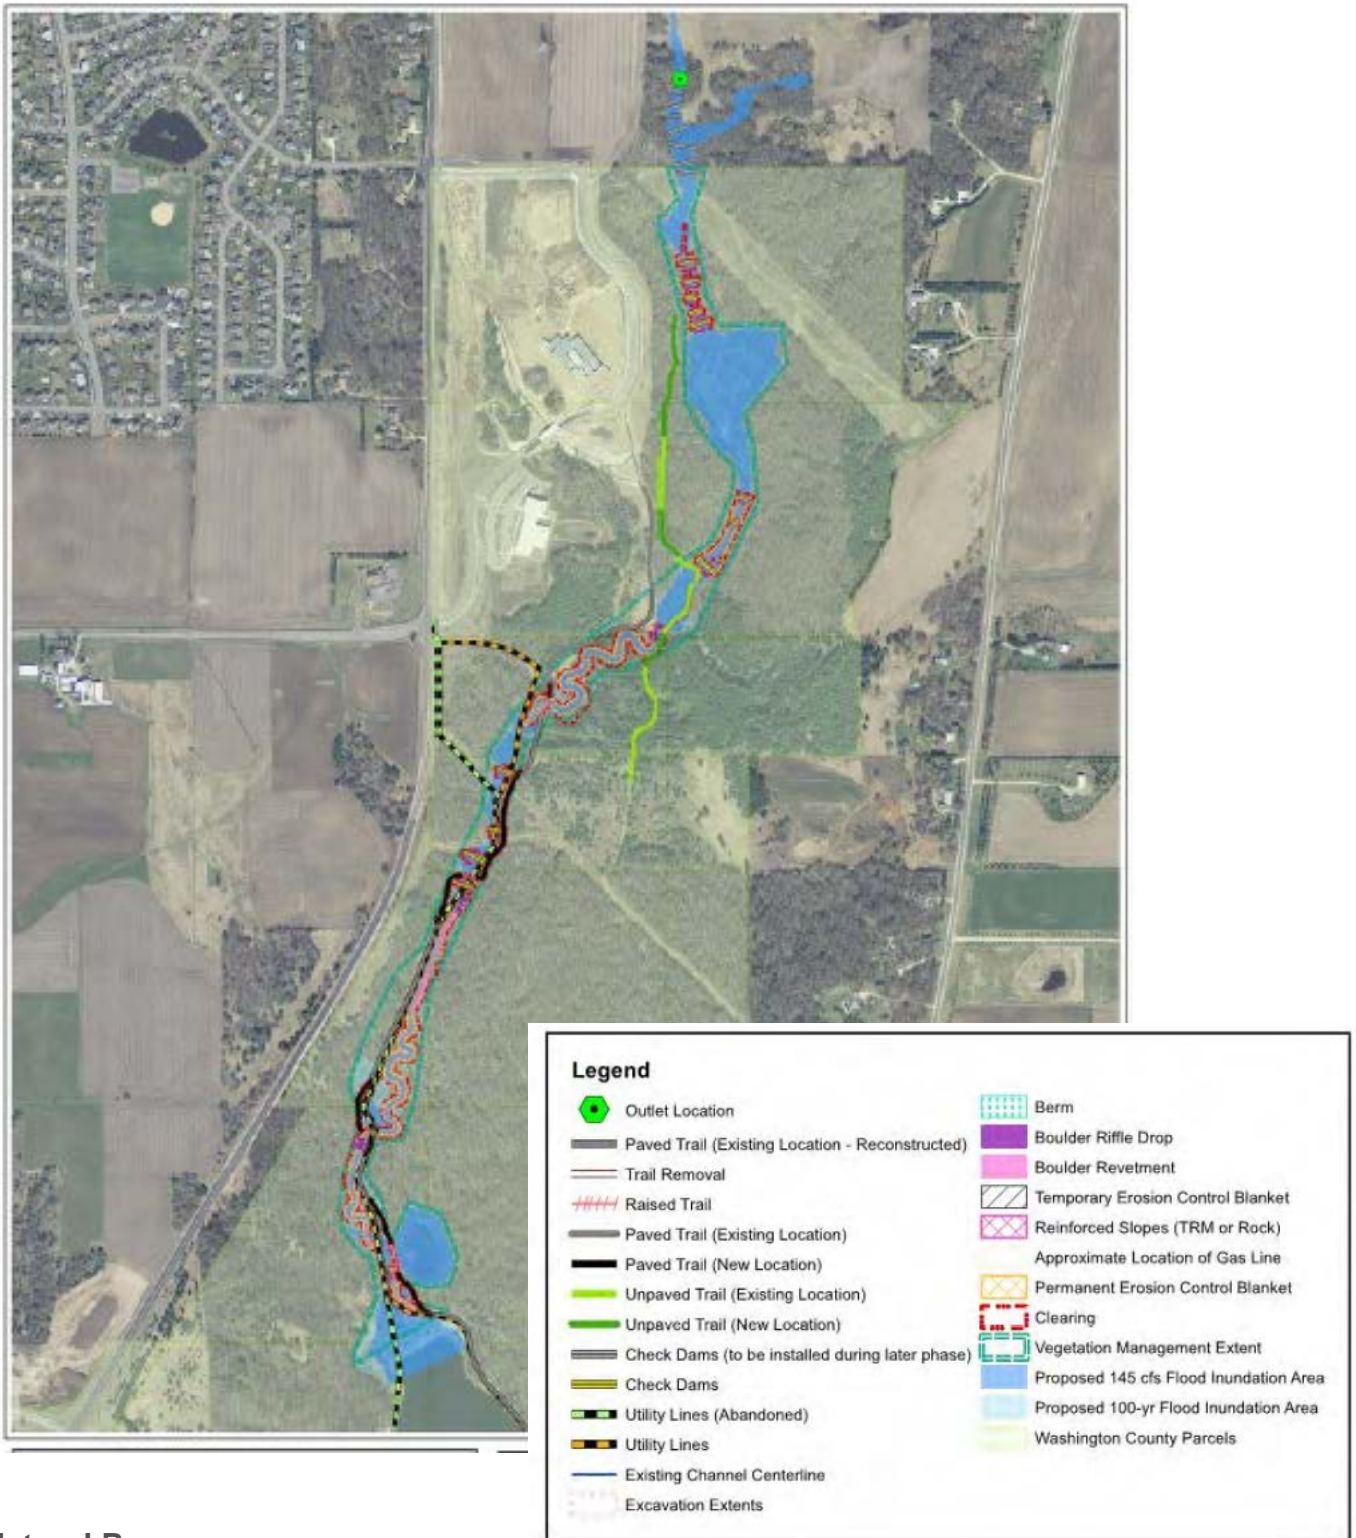 Legend
Outlet Location
Paved Trail (Existing Location - Reconstructed)
Trail Removal
Raised Trail
Paved Trail (Existing Location)
Paved Trail (New Location)
Unpaved Trail (Existing Location)
Unpaved Trail (New Location)
Check Dams (to be installed during later phase)
Check Dams
Utility Lines (Abandoned)
Utility Lines
Existing Channel Centerline
Excavation Extents
Berm
Boulder Riffle Drop
Boulder Revetment
Temporary Erosion Control Blanket
Reinforced Slopes (TRM or Rock)
Approximate Location of Gas Line
Permanent Erosion Control Blanket
Clearing
Vegetation Management Extent
Proposed 145 cfs Flood Inundation Area
Proposed 100-yr Flood Inundation Area
Washington County Parcels